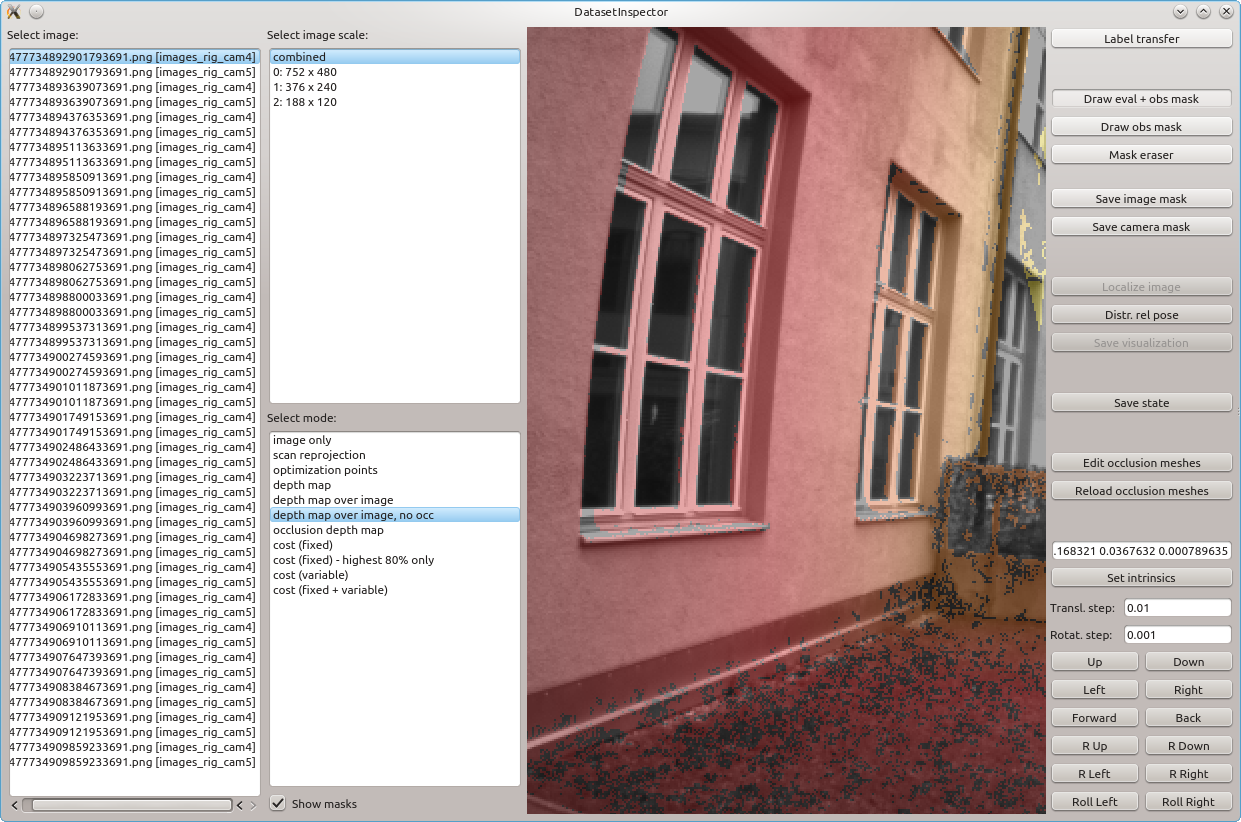 DatasetInspector
Select image:
477734892901793691.png [images_rig_cam4]
477734892901793691.png [images_rig_cam5]
477734893639073691.png [images_rig_cam4]
477734893639073691.png [images_rig_cam5]
477734894376353691.png [images_rig_cam4]
477734894376353691.png [images_rig_cam5]
477734895113633691.png [images_rig_cam4]
477734895113633691.png [images_rig_cam5]
477734895850913691.png [images_rig_cam4]
477734895850913691.png [images_rig_cam5]
477734896588193691.png [images_rig_cam4]
477734896588193691.png [images_rig_cam5]
477734897325473691.png [images_rig_cam4]
477734897325473691.png [images_rig_cam5]
477734898062753691.png [images_rig_cam4]
477734898062753691.png [images_rig_cam5]
477734898800033691.png [images_rig_cam4]
477734898800033691.png [images_rig_cam5]
477734899537313691.png [images_rig_cam4]
477734899537313691.png [images_rig_cam5]
477734900274593691.png [images_rig_cam4]
477734900274593691.png [images_rig_cam5]
477734901011873691.png [images_rig_cam4]
477734901011873691.png [images_rig_cam5]
477734901749153691.png [images_rig_cam4]
477734901749153691.png [images_rig_cam5]
477734902486433691.png [images_rig_cam4]
477734902486433691.png [images_rig_cam5]
477734903223713691.png [images_rig_cam4]
477734903223713691.png [images_rig_cam5]
477734903960993691.png [images_rig_cam4]
477734903960993691.png [images_rig_cam5]
477734904698273691.png [images_rig_cam4]
477734904698273691.png [images_rig_cam5]
477734905435553691.png [images_rig_cam4]
477734905435553691.png [images_rig_cam5]
477734906172833691.png [images_rig_cam4]
477734906172833691.png [images_rig_cam5]
477734906910113691.png [images_rig_cam4]
477734906910113691.png [images_rig_cam5]
477734907647393691.png [images_rig_cam4]
477734907647393691.png [images_rig_cam5]
477734908384673691.png [images_rig_cam4]
477734908384673691.png [images_rig_cam5]
477734909121953691.png [images_rig_cam4]
477734909121953691.png [images_rig_cam5]
477734909859233691.png [images_rig_cam4]
477734909859233691.png [images_rig_cam5]
Select image scale:
combined
0: 752 x 480
1: 376 x 240
2: 188 x 120
Select mode:
image only
scan reprojection
optimization points
depth map
depth map over image
depth map over image, no occ
occlusion depth map
cost (fixed)
cost (fixed) - highest 80% only
cost (variable)
cost (fixed + variable)
Show masks
Label transfer
Draw eval + obs mask
Draw obs mask
Mask eraser
Save image mask
Save camera mask
Localize image
Distr. rel pose
Save visualization
Save state
Edit occlusion meshes
Reload occlusion meshes
.168321 0.0367632 0.000789635
Set intrinsics
Transl. step: 0.01
Rotat. step: 0.001
Up Down
Left Right
Forward Back
R Up R Down
R Left R Right
Roll Left Roll Right